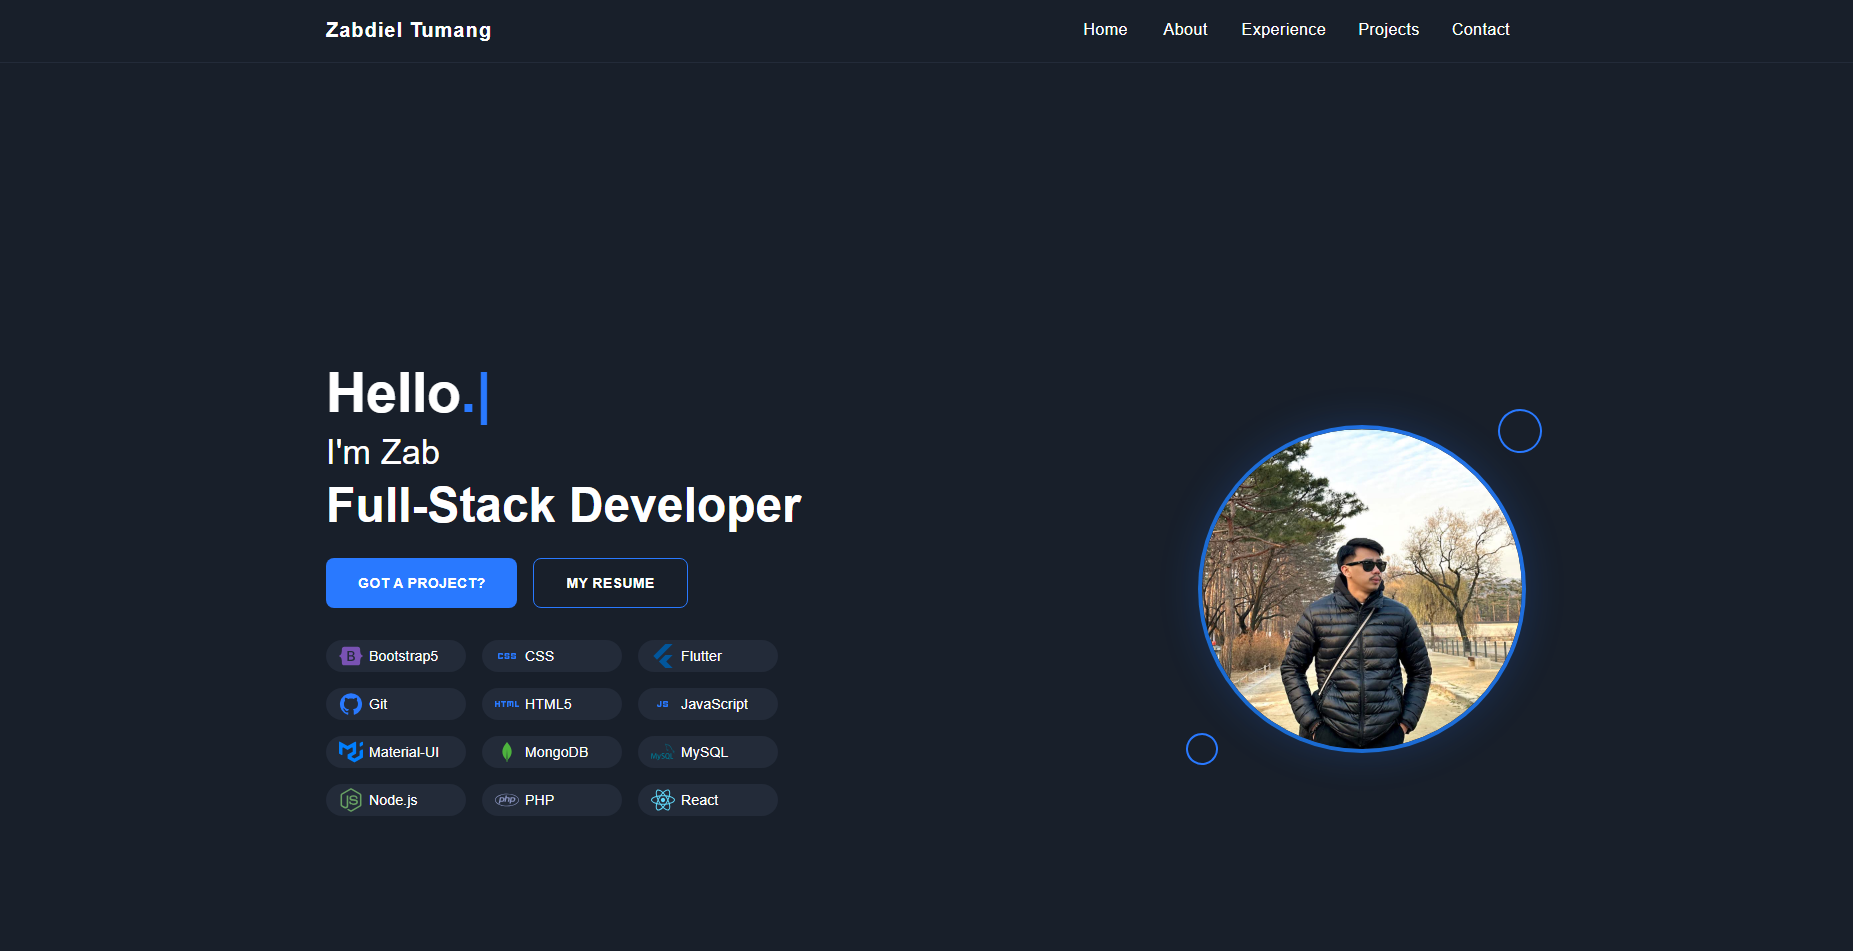 Zabdiel Tumang
Home About Experience Projects Contact
Hello.|
I'm Zab
Full-Stack Developer
GOT A PROJECT? MY RESUME
B Bootstrap5 CSS CSS Flutter
Git HTML HTML5 JS JavaScript
Material-UI MongoDB MySQL MySQL
JS Node.js php PHP React